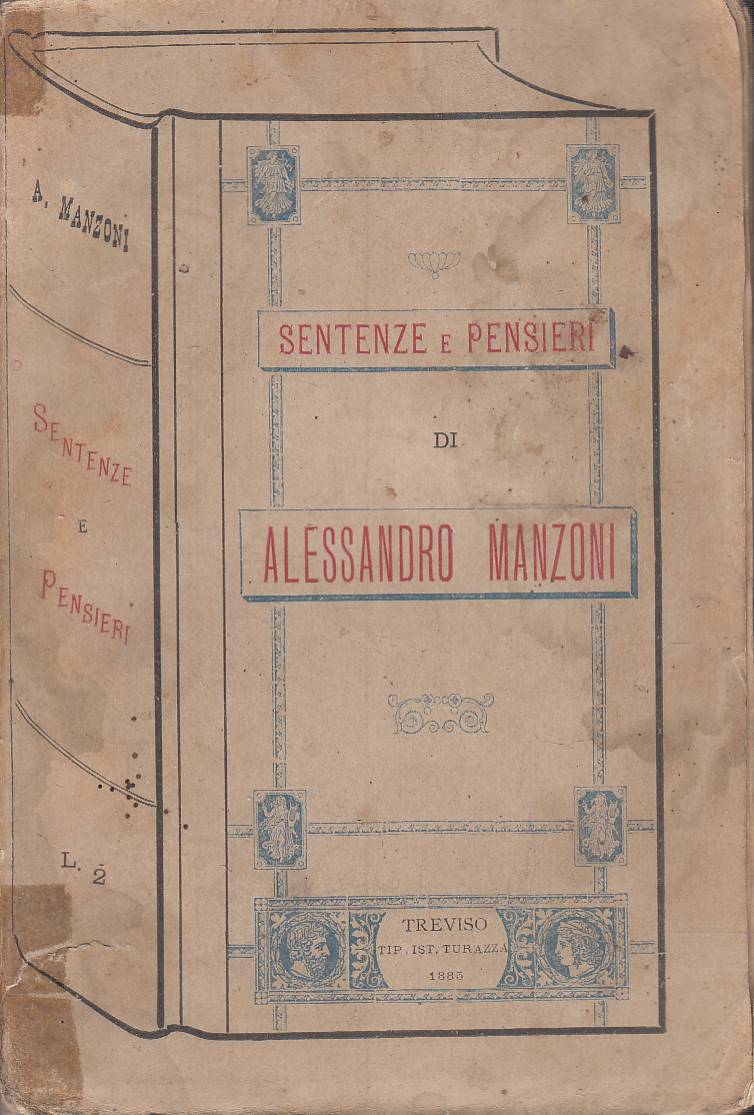 A. MANZONI
SENTENZE
E
PENSIERI
L. 2
SENTENZE E PENSIERI
DI
ALESSANDRO MANZONI
TREVISO
TIP. IST. TURAZZA
1885